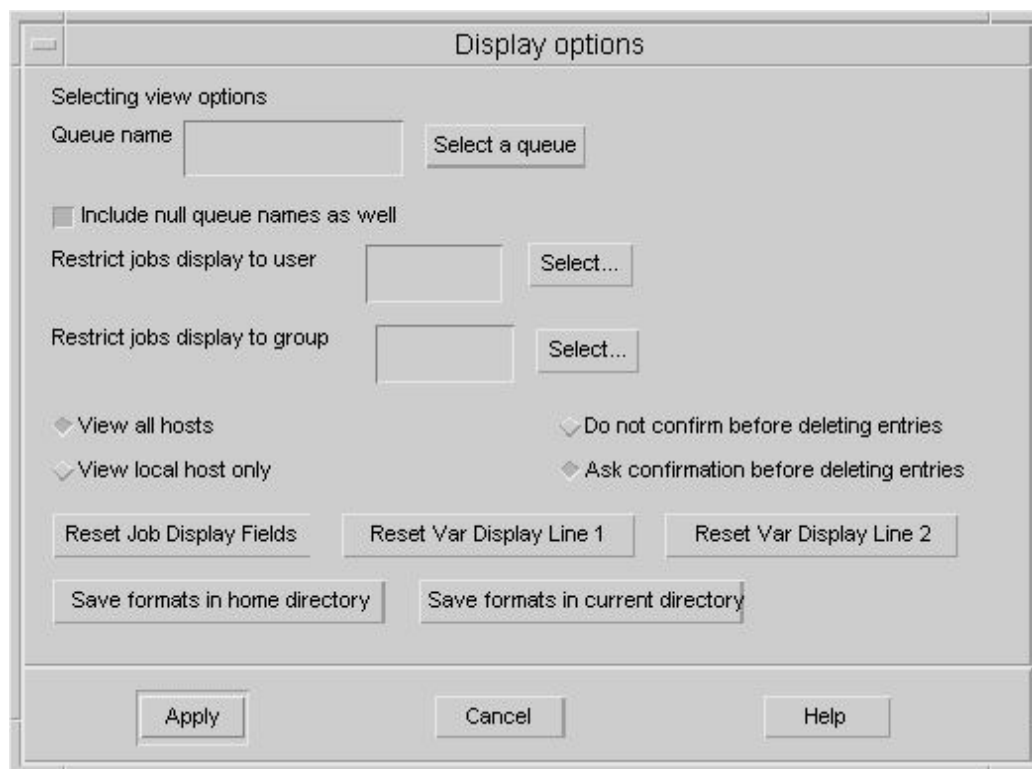 Display options
Selecting view options
Queue name
Select a queue
Include null queue names as well
Restrict jobs display to user
Select...
Restrict jobs display to group
Select...
View all hosts
Do not confirm before deleting entries
View local host only
Ask confirmation before deleting entries
Reset Job Display Fields
Reset Var Display Line 1
Reset Var Display Line 2
Save formats in home directory
Save formats in current directory
Apply
Cancel
Help